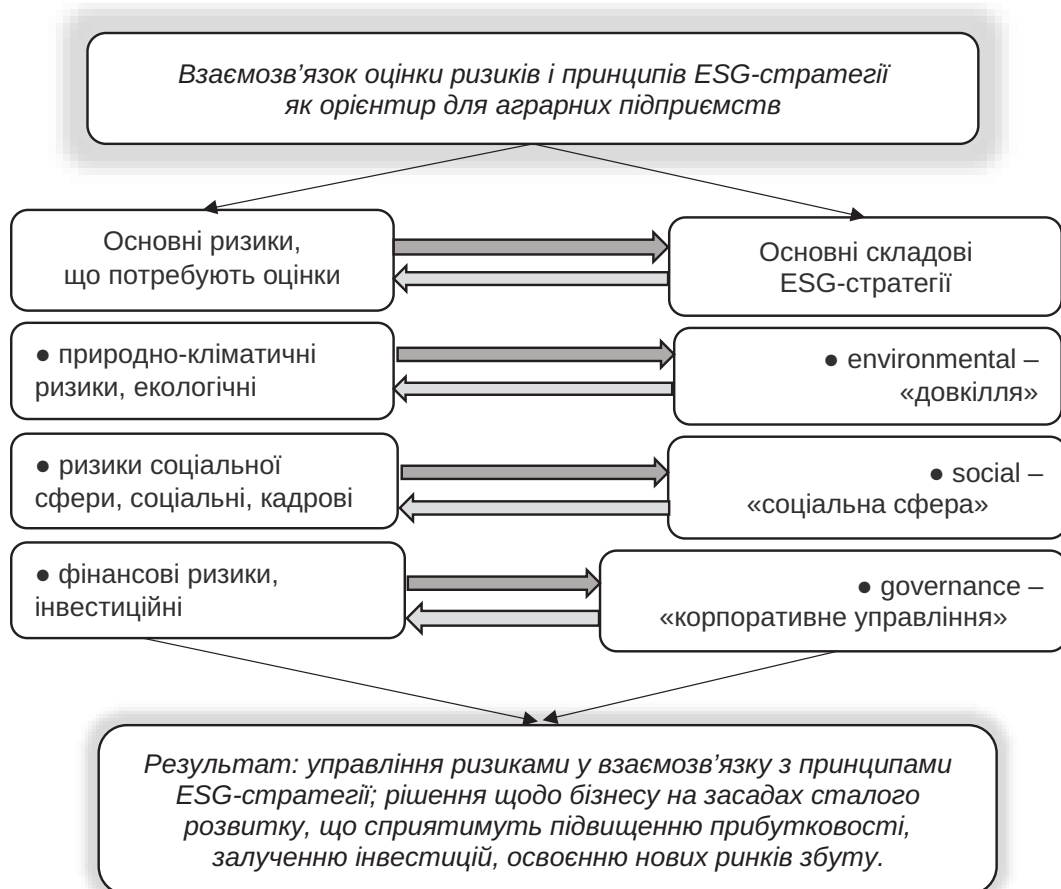 Взаємозв’язок оцінки ризиків і принципів ESG-стратегії
як орієнтир для аграрних підприємств
Основні ризики,
що потребують оцінки
Основні складові
ESG-стратегії
● природно-кліматичні
ризики, екологічні
● environmental –
«довкілля»
● ризики соціальної
сфери, соціальні, кадрові
● social –
«соціальна сфера»
● фінансові ризики,
інвестиційні
● governance –
«корпоративне управління»
Результат: управління ризиками у взаємозв’язку з принципами
ESG-стратегії; рішення щодо бізнесу на засадах сталого
розвитку, що сприятимуть підвищенню прибутковості,
залученню інвестицій, освоєнню нових ринків збуту.